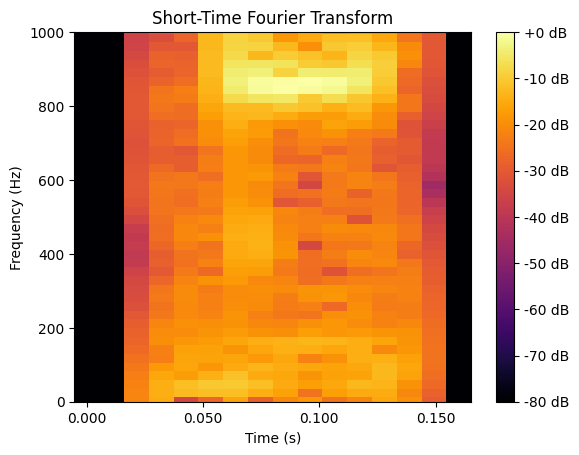 Short-Time Fourier Transform
1000
800
600
400
200
0
Frequency (Hz)
0.000
0.050
0.100
0.150
Time (s)
+0 dB
-10 dB
-20 dB
-30 dB
-40 dB
-50 dB
-60 dB
-70 dB
-80 dB